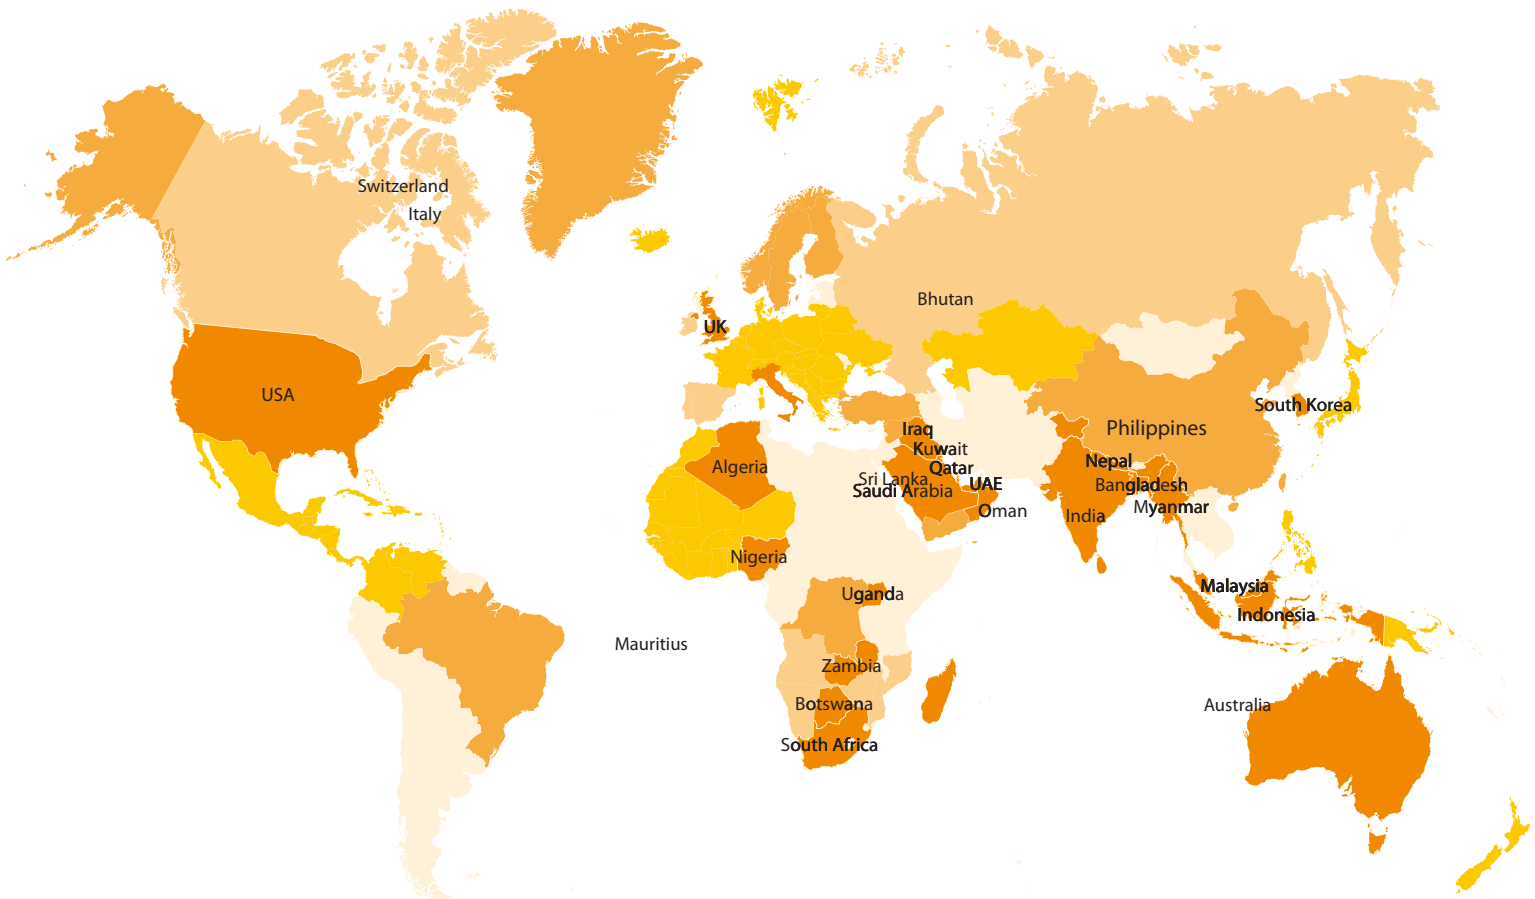 Switzerland
Italy
Bhutan
UK
USA
South Korea
Iraq
Philippines
Kuwait
Nepal
Algeria
Qatar
Sri Lanka
UAE
Bangladesh
Saudi Arabia
Myanmar
Oman
India
Nigeria
Malaysia
Uganda
Indonesia
Mauritius
Zambia
Botswana
Australia
South Africa